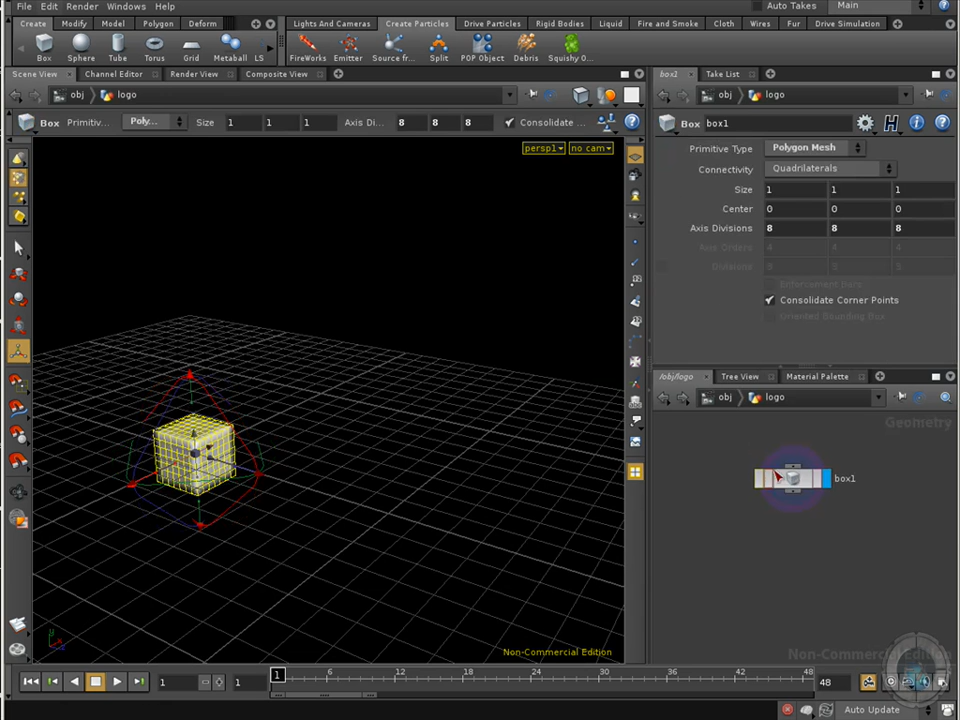 File Edit Render Windows Help Auto Takes Main
Create Modify Model Polygon Deform Lights And Cameras Create Particles Drive Particles Rigid Bodies Liquid Fire and Smoke Cloth Wires Fur Drive Simulation
Box Sphere Tube Torus Grid Metaball LS FireWorks Emitter Source fr... Split POP Object Debris Squishy O...
Scene View Channel Editor Render View Composite View
obj logo
Box Primitiv... Poly... Size 1 1 1 Axis Di... 8 8 8 Consolidate ...
persp1 no cam
Non-Commercial Edition
box1 Take List
obj logo
Box box1
Primitive Type Polygon Mesh
Connectivity Quadrilaterals
Size 1 1 1
Center 0 0 0
Axis Divisions 8 8 8
Axis Orders 4 4 4
Divisions 3 3 3
Enforcement Bars
Consolidate Corner Points
Oriented Bounding Box
/obj/logo Tree View Material Palette
obj logo
Geometry
box1
Non-Commercial Edition
1 1 1 6 12 18 24 30 36 42 48 48
Auto Update